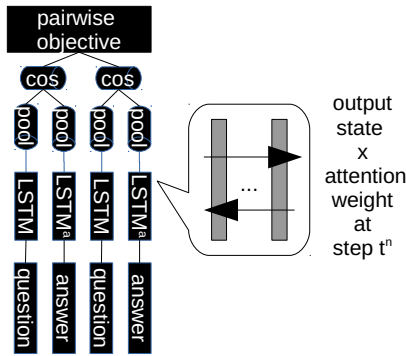 pairwise
objective
cos
cos
pool
pool
pool
pool
LSTM
LSTMᵃ
LSTM
LSTMᵃ
question
answer
question
answer
...
output
state
x
attention
weight
at
step tⁿ